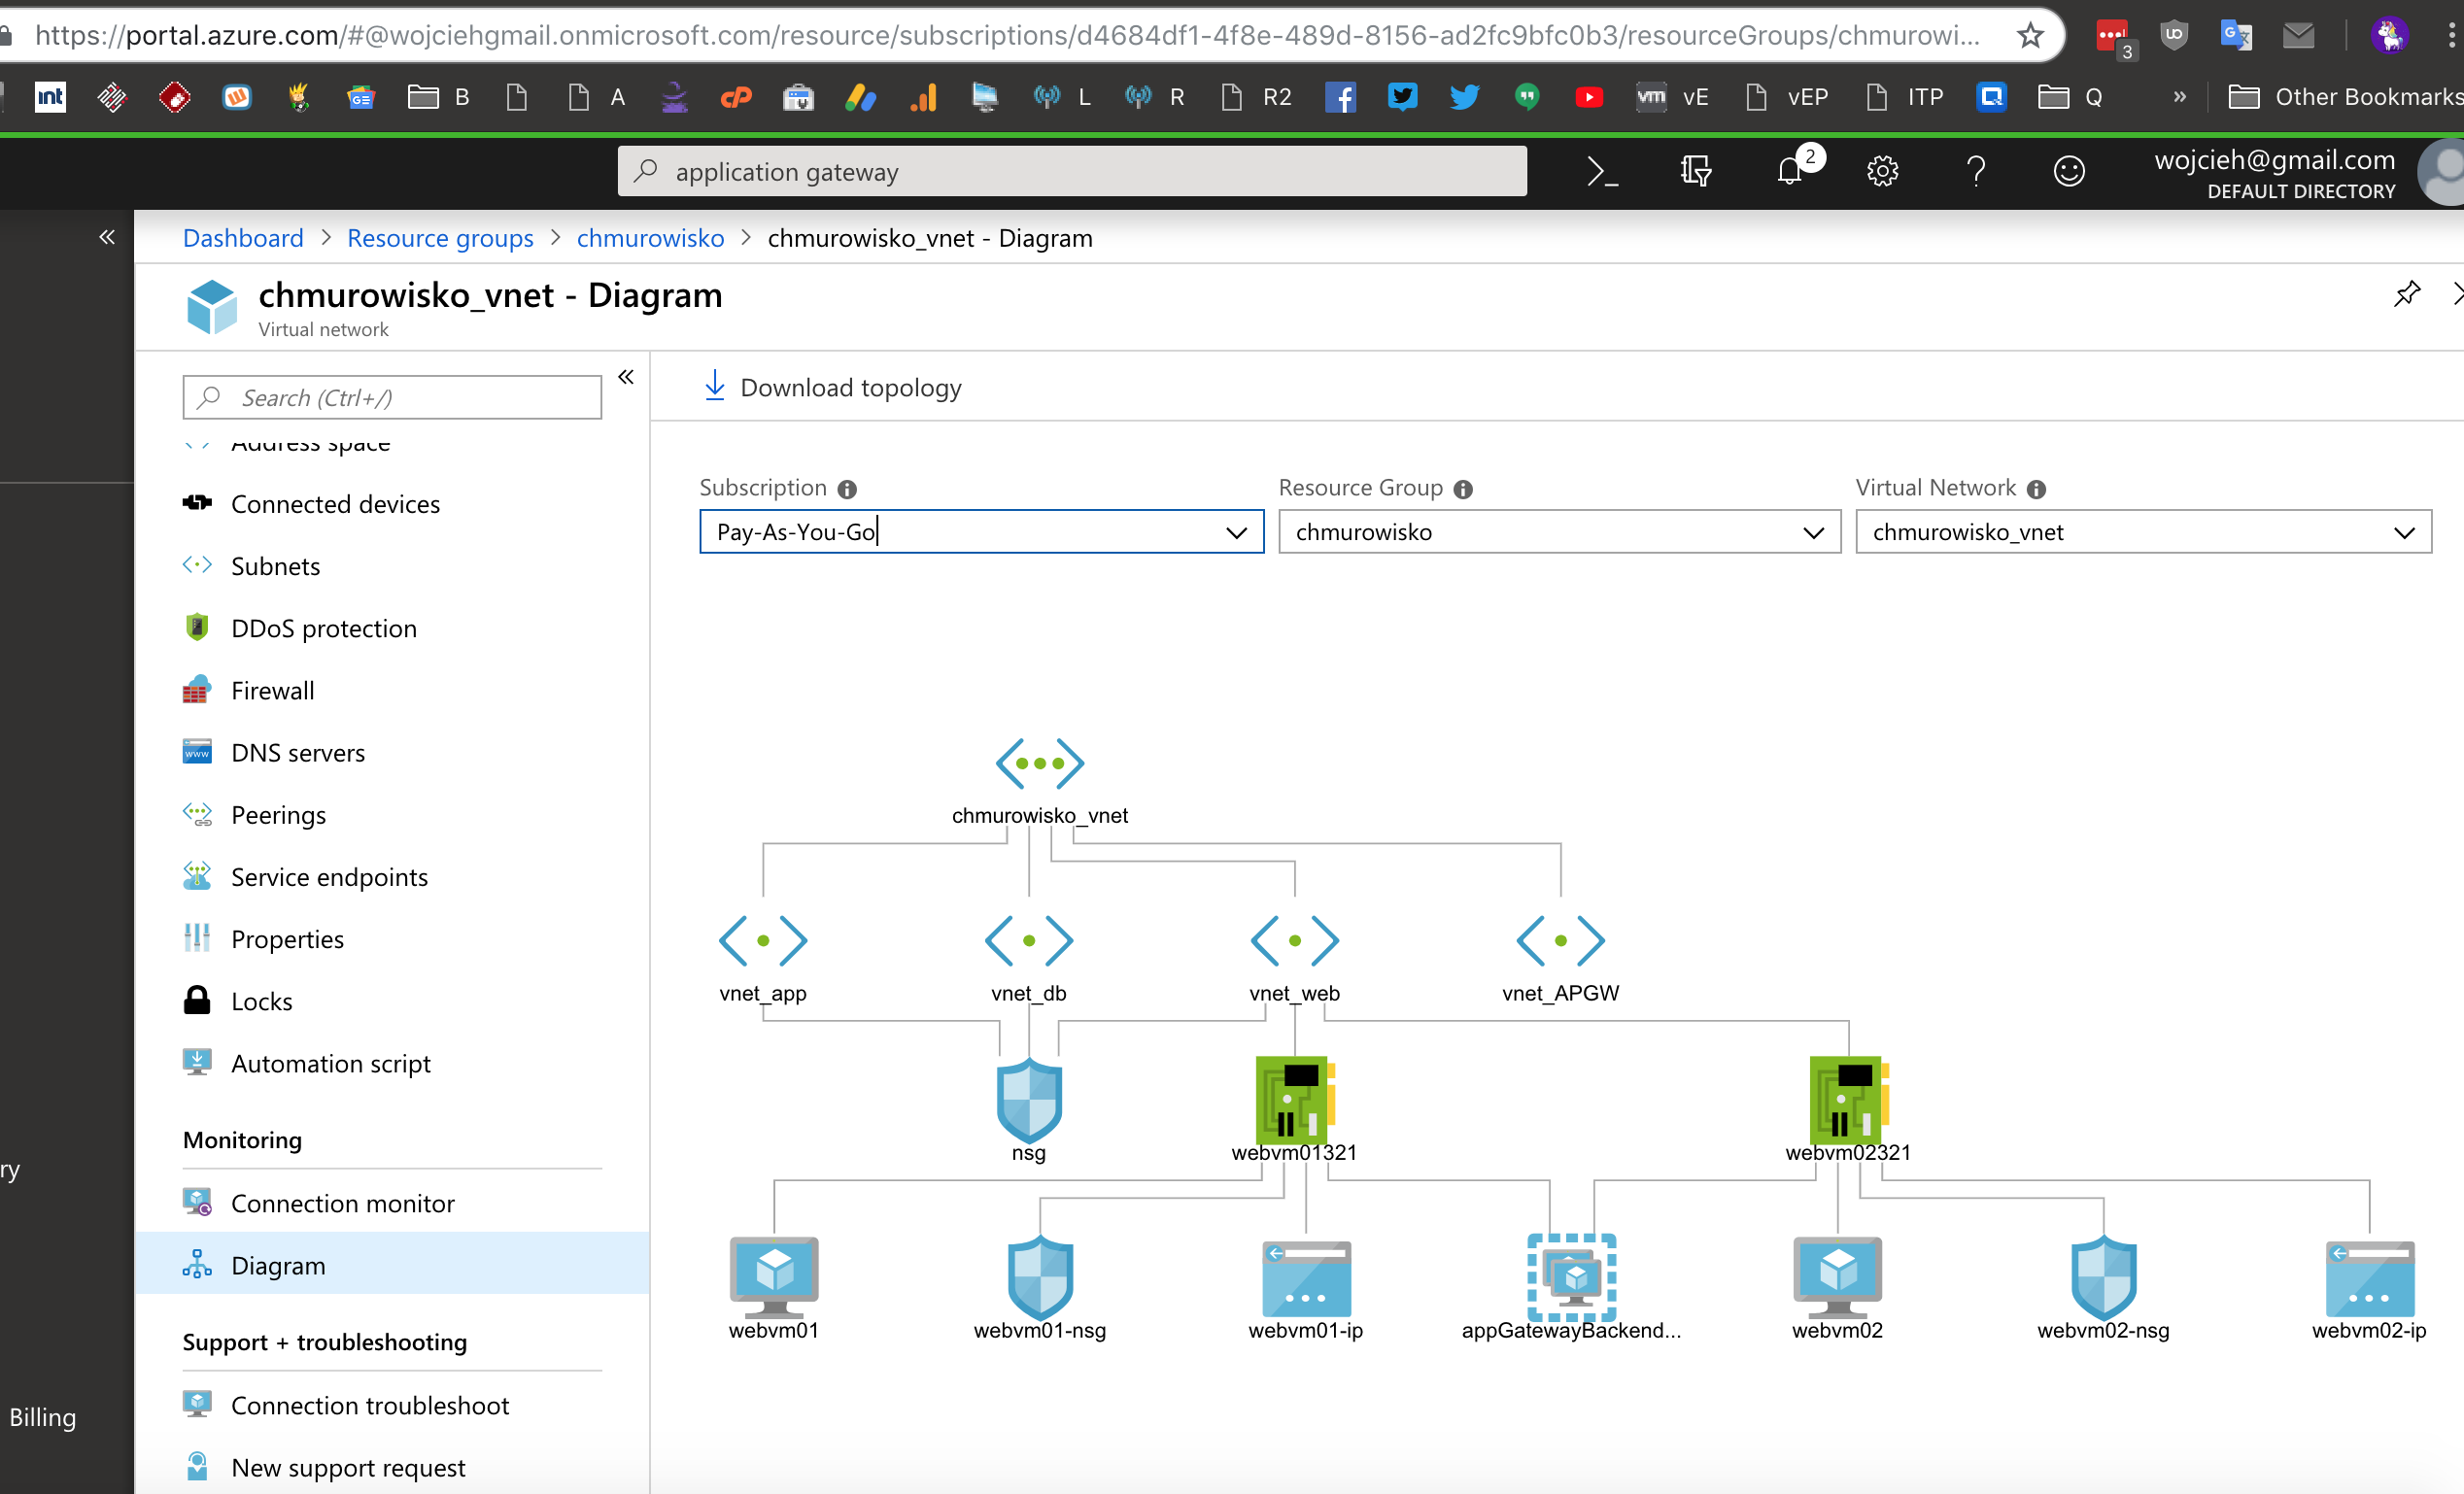 https://portal.azure.com/#@wojciehgmail.onmicrosoft.com/resource/subscriptions/d4684df1-4f8e-489d-8156-ad2fc9bfc0b3/resourceGroups/chmurowi...
3
int
GE
B
A
cP
L
R
R2
vm vE
vEP
ITP
Q
» Other Bookmarks
application gateway
2
wojcieh@gmail.com
DEFAULT DIRECTORY
Dashboard > Resource groups > chmurowisko > chmurowisko_vnet - Diagram
chmurowisko_vnet - Diagram
Virtual network
Search (Ctrl+/)
Download topology
Address space
Connected devices
Subnets
DDoS protection
Firewall
DNS servers
Peerings
Service endpoints
Properties
Locks
Automation script
Monitoring
Connection monitor
Diagram
Support + troubleshooting
Connection troubleshoot
New support request
ry
Billing
Subscription
Pay-As-You-Go
Resource Group
chmurowisko
Virtual Network
chmurowisko_vnet
chmurowisko_vnet
vnet_app
vnet_db
vnet_web
vnet_APGW
nsg
webvm01321
webvm02321
webvm01
webvm01-nsg
webvm01-ip
appGatewayBackend...
webvm02
webvm02-nsg
webvm02-ip